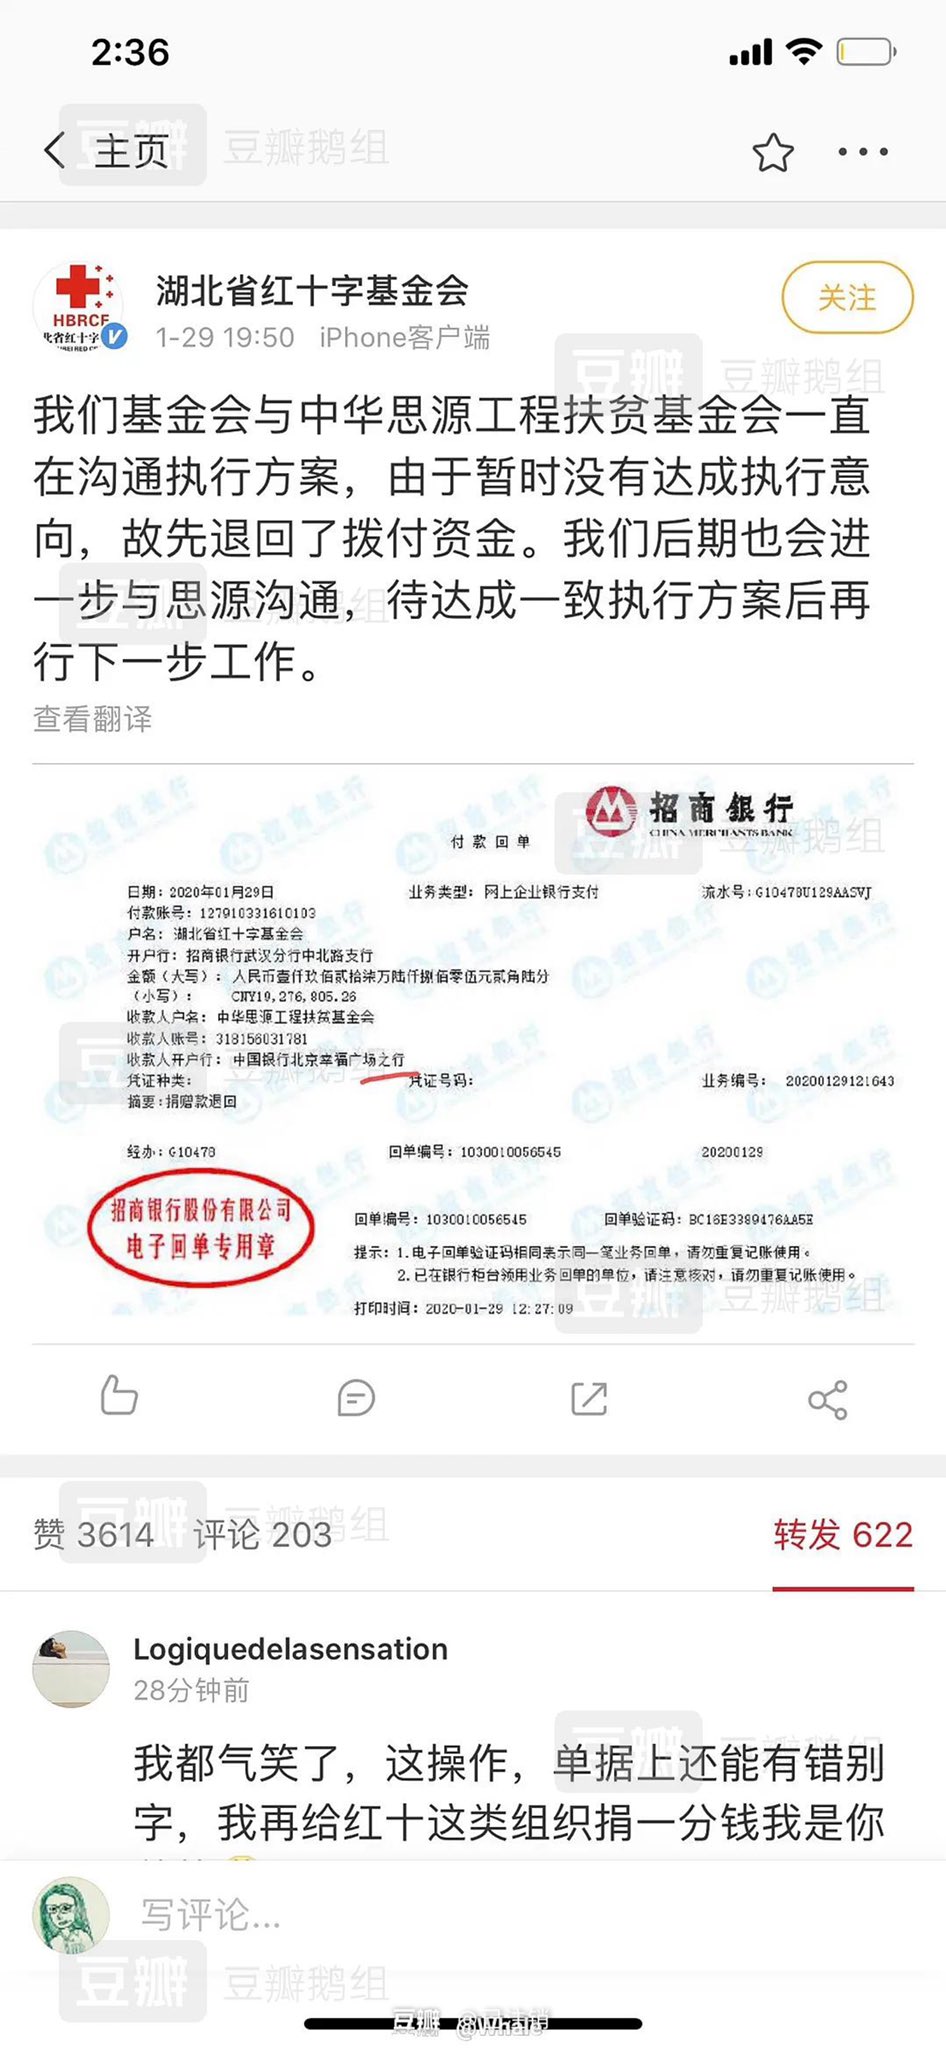 2:36
主页
豆瓣 豆瓣鹅组
湖北省红十字基金会
HBRCF
1-29 19:50 iPhone客户端
关注
豆瓣 豆瓣鹅组
我们基金会与中华思源工程扶贫基金会一直
在沟通执行方案，由于暂时没有达成执行意
向，故先退回了拨付资金。我们后期也会进
一步与思源沟通，待达成一致执行方案后再
行下一步工作。
查看翻译
招商银行
CHINA MERCHANTS BANK
付款回单
日期：2020年01月29日 业务类型：网上企业银行支付 流水号：G10478U129AASVJ
付款账号：127910331610103
户名：湖北省红十字基金会
开户行：招商银行武汉分行中北路支行
金额（大写）：人民币壹仟玖佰贰拾柒万陆仟捌佰零伍元贰角陆分
（小写）： CNY19,276,805.26
收款人户名：中华思源工程扶贫基金会
收款人账号：318156031781
收款人开户行：中国银行北京幸福广场之行
凭证种类： 凭证号码： 业务编号： 20200129121643
摘要：捐赠款退回
经办：G10478 回单编号：1030010056545 20200129
招商银行股份有限公司
电子回单专用章
回单编号：1030010056545 回单验证码：BC16E3389476AA5E
提示：1.电子回单验证码相同表示同一笔业务回单，请勿重复记账使用。
2.已在银行柜台领用业务回单的单位，请注意核对，请勿重复记账使用。
打印时间：2020-01-29 12:27:09
赞 3614 评论 203 转发 622
Logiquedelasensation
28分钟前
我都气笑了，这操作，单据上还能有错别
字，我再给红十这类组织捐一分钱我是你
写评论...
豆瓣 豆瓣鹅组
豆瓣